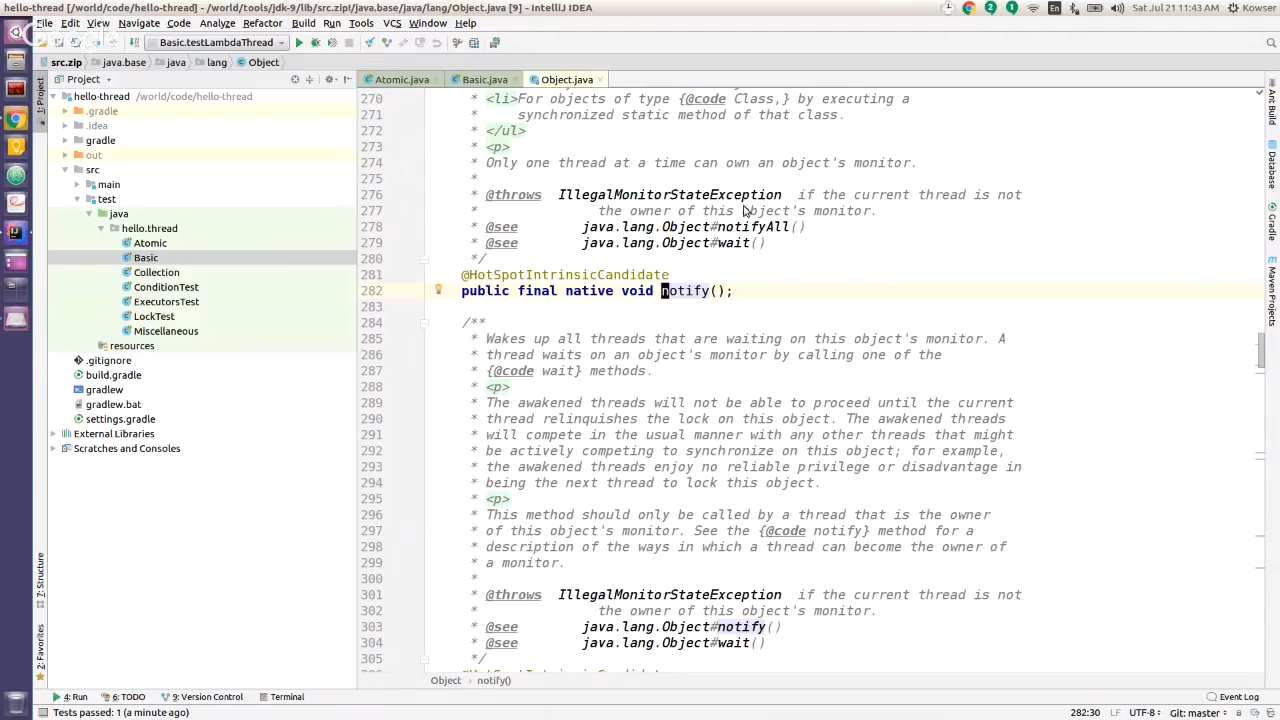 hello-thread [/world/code/hello-thread] - /world/tools/jdk-9/lib/src.zip!/java.base/java/lang/Object.java [9] - IntelliJ IDEA
En
Sat Jul 21 11:43 AM
Kowser
File Edit View Navigate Code Analyze Refactor Build Run Tools VCS Window Help
Basic.testLambdaThread
src.zip java.base java lang Object
1: Project
Project
Atomic.java
Basic.java
Object.java
hello-thread /world/code/hello-thread
.gradle
.idea
gradle
out
src
main
test
java
hello.thread
Atomic
Basic
Collection
ConditionTest
ExecutorsTest
LockTest
Miscellaneous
resources
.gitignore
build.gradle
gradlew
gradlew.bat
settings.gradle
External Libraries
Scratches and Consoles
270 * <li>For objects of type {@code Class,} by executing a
271 * synchronized static method of that class.
272 * </ul>
273 * <p>
274 * Only one thread at a time can own an object's monitor.
275 *
276 * @throws IllegalMonitorStateException if the current thread is not
277 * the owner of this object's monitor.
278 * @see java.lang.Object#notifyAll()
279 * @see java.lang.Object#wait()
280 */
281 @HotSpotIntrinsicCandidate
282 public final native void notify();
283
284 /**
285 * Wakes up all threads that are waiting on this object's monitor. A
286 * thread waits on an object's monitor by calling one of the
287 * {@code wait} methods.
288 * <p>
289 * The awakened threads will not be able to proceed until the current
290 * thread relinquishes the lock on this object. The awakened threads
291 * will compete in the usual manner with any other threads that might
292 * be actively competing to synchronize on this object; for example,
293 * the awakened threads enjoy no reliable privilege or disadvantage in
294 * being the next thread to lock this object.
295 * <p>
296 * This method should only be called by a thread that is the owner
297 * of this object's monitor. See the {@code notify} method for a
298 * description of the ways in which a thread can become the owner of
299 * a monitor.
300 *
301 * @throws IllegalMonitorStateException if the current thread is not
302 * the owner of this object's monitor.
303 * @see java.lang.Object#notify()
304 * @see java.lang.Object#wait()
305 */
Ant Build
Database
Gradle
Maven Projects
7: Structure
2: Favorites
Object notify()
4: Run 6: TODO 9: Version Control Terminal
Event Log
Tests passed: 1 (a minute ago)
282:30 LF UTF-8 Git: master